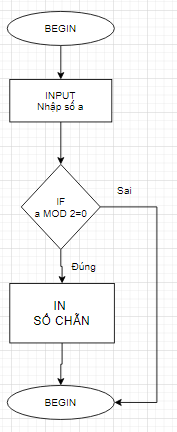 BEGIN
INPUT
Nhập số a
IF
a MOD 2=0
Sai
Đúng
IN
SỐ CHẴN
BEGIN